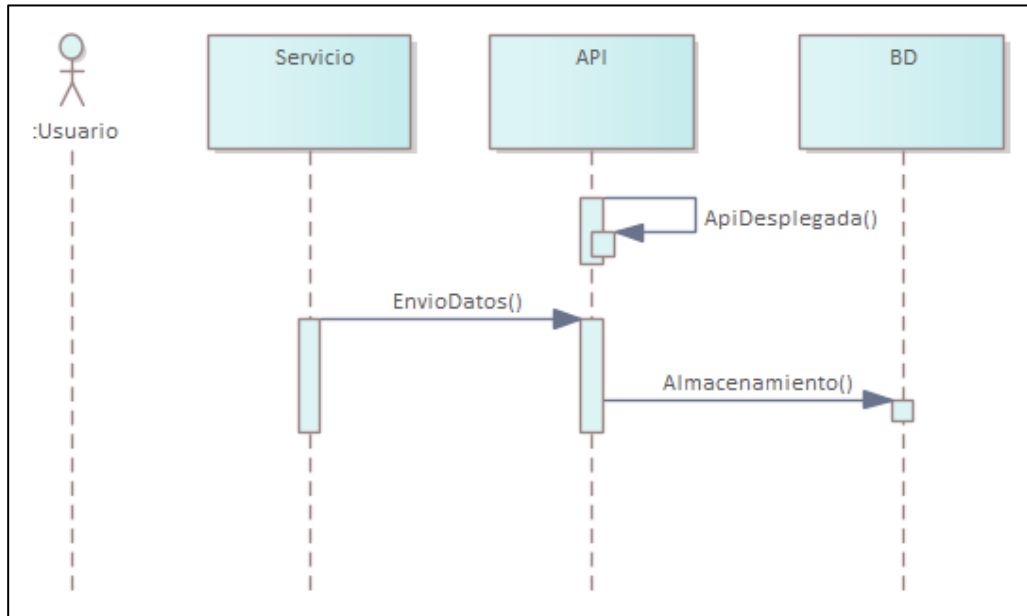 :Usuario
Servicio
API
BD
ApiDesplegada()
EnvioDatos()
Almacenamiento()